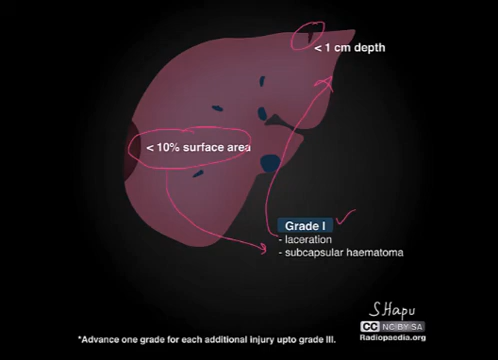 < 1 cm depth
< 10% surface area
Grade I
- laceration
- subcapsular haematoma
SHapu
CC NC/BY/SA
Radiopaedia.org
*Advance one grade for each additional injury upto grade III.